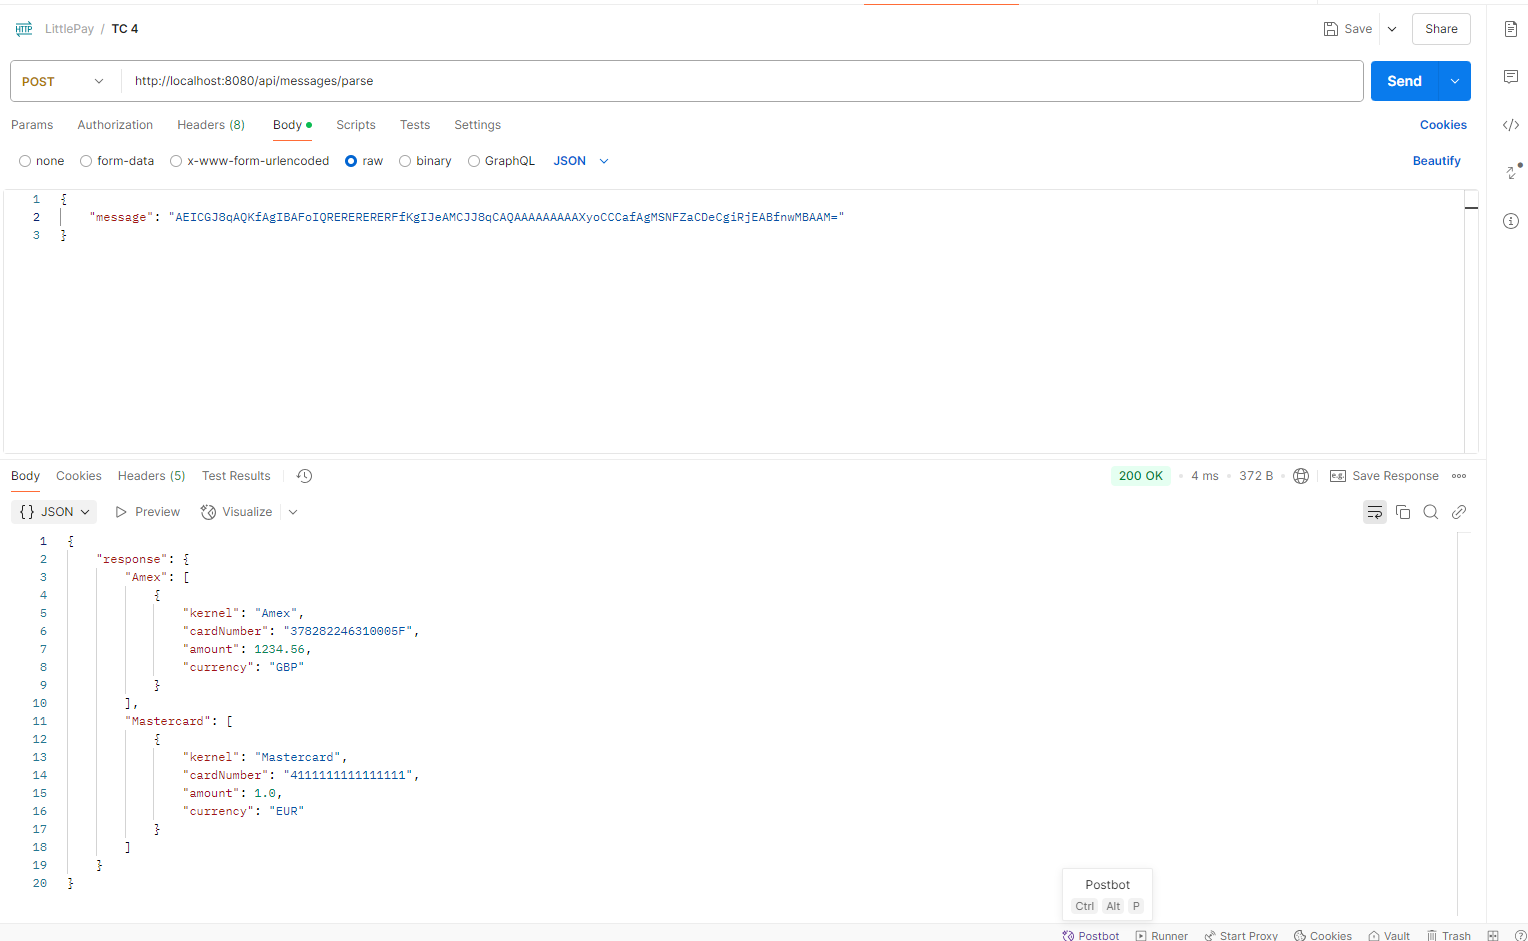 HTTP LittlePay / TC 4 Save Share
POST http://localhost:8080/api/messages/parse Send
Params Authorization Headers (8) Body Scripts Tests Settings Cookies
none form-data x-www-form-urlencoded raw binary GraphQL JSON Beautify
1 {
2 "message": "AEICGJ8qAQKfAgIBAFoIQRERERERERFfKgIJeAMCJJ8qCAQAAAAAAAAAXyoCCCafAgMSNFZaCDeCgiRjEABfnwMBAAM="
3 }
Body Cookies Headers (5) Test Results 200 OK • 4 ms • 372 B • e.g. Save Response
{} JSON Preview Visualize
1 {
2 "response": {
3 "Amex": [
4 {
5 "kernel": "Amex",
6 "cardNumber": "378282246310005F",
7 "amount": 1234.56,
8 "currency": "GBP"
9 }
10 ],
11 "Mastercard": [
12 {
13 "kernel": "Mastercard",
14 "cardNumber": "4111111111111111",
15 "amount": 1.0,
16 "currency": "EUR"
17 }
18 ]
19 }
20 }
Postbot
Ctrl Alt P
Postbot Runner Start Proxy Cookies Vault Trash